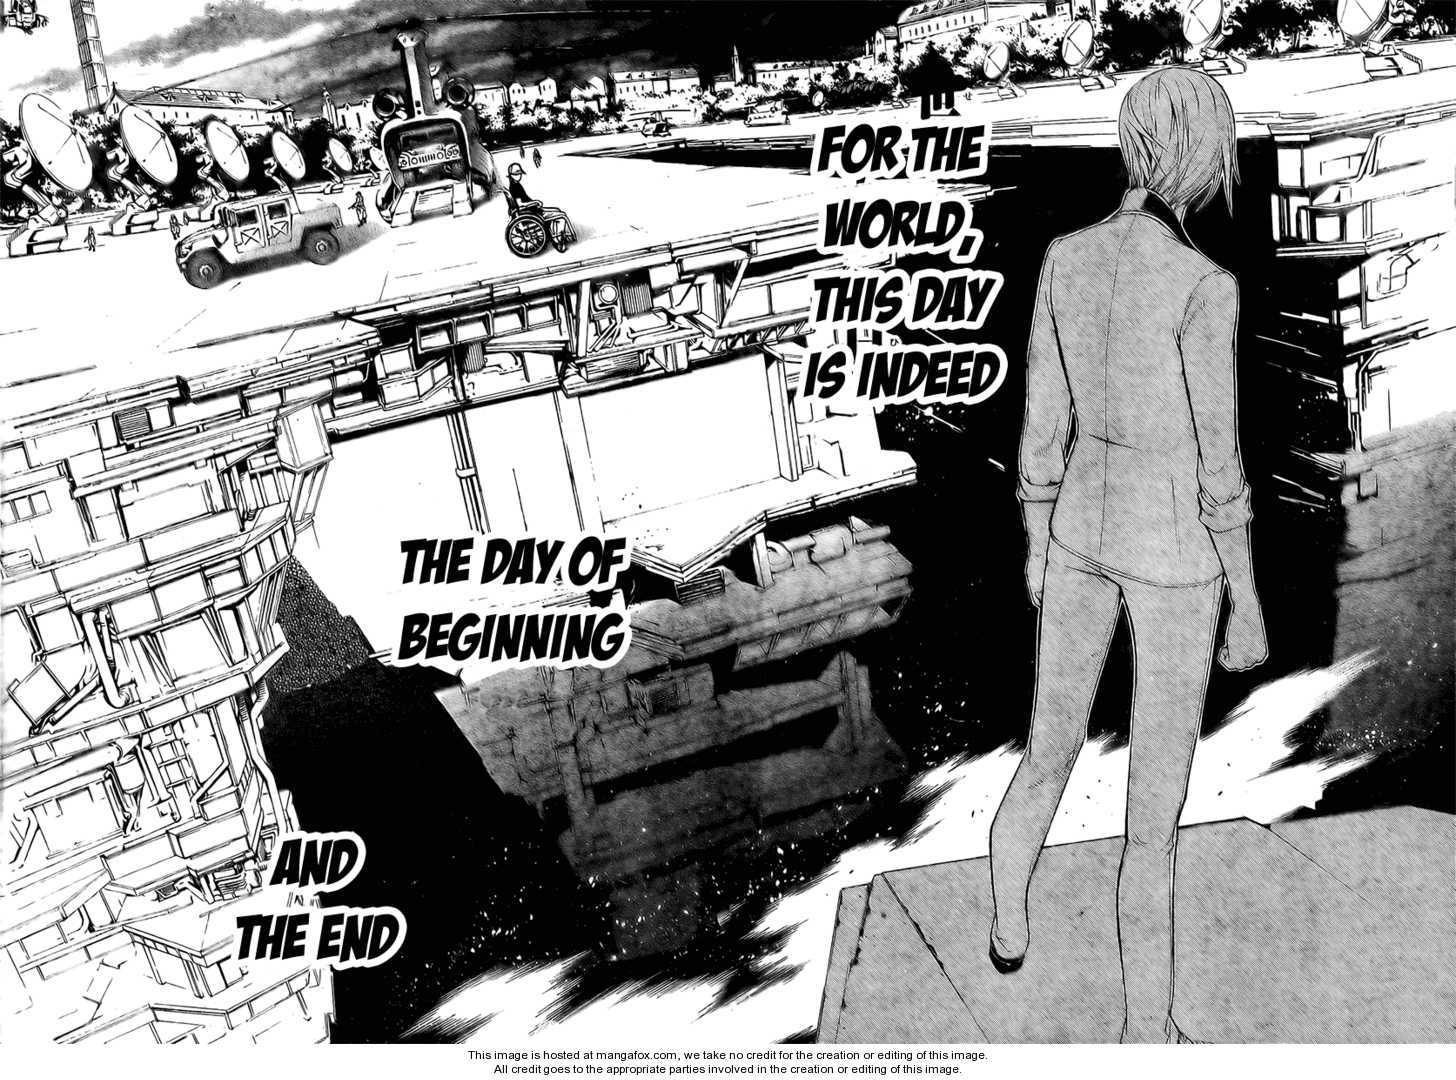 FOR THE
WORLD,
THIS DAY
IS INDEED
THE DAY OF
BEGINNING
AND
THE END
This image is hosted at mangafox.com, we take no credit for the creation or editing of this image.
All credit goes to the appropriate parties involved in the creation or editing of this image.